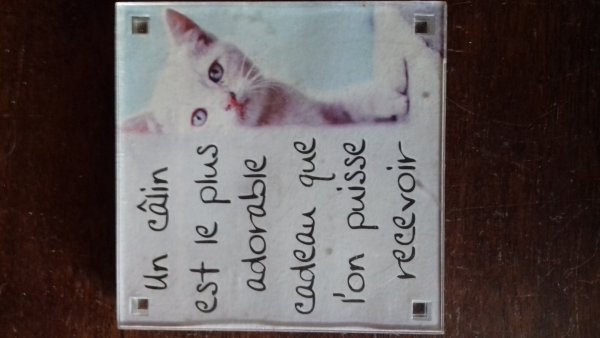 Un câlin
est le plus
adorable
cadeau que
l'on puisse
recevoir